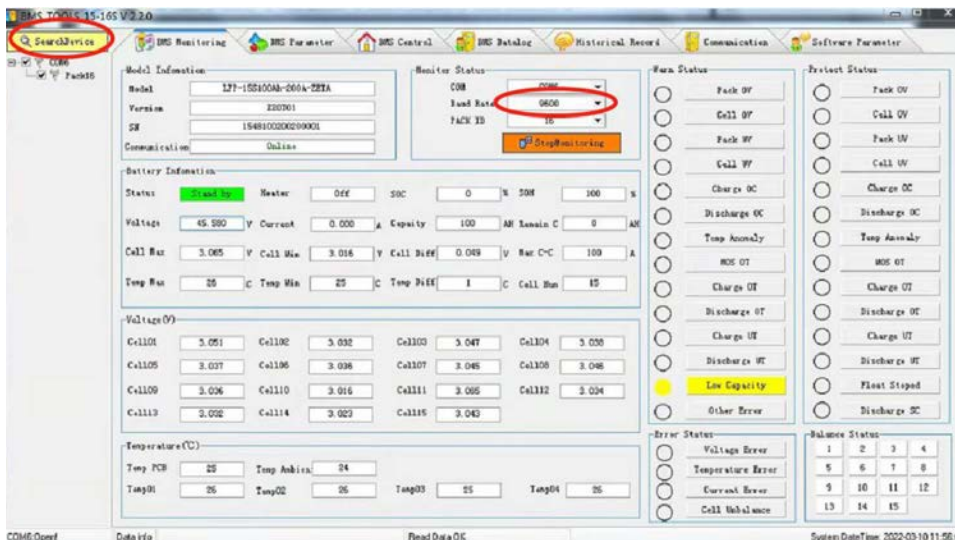 BMS TOOLS 15-16S V 2.2.0
SearchDevice
BMS Monitoring BMS Parameter BMS Control BMS Datalog Historical Record Communication Software Parameter
COM6
Pack16
Model Infomation
Model
Version 220701
SN
Communication Online
Monitor Status
COM COM6
Baud Rate 9600
PACK ID 16
StopMonitoring
Battery Infomation
Status Stand by Heater Off SOC 0 % SOH 100 %
Voltage 45.580 V Current 0.000 A Capaity 100 AH Remain C 0 AH
Cell Max 3.065 V Cell Min 3.016 V Cell Diff 0.049 V Max C-C 100 A
Temp Max 26 C Temp Min 25 C Temp Diff 1 C Cell Num 15
Voltage(V)
Cell01 3.051 Cell02 3.032 Cell03 3.047 Cell04 3.038
Cell05 3.037 Cell06 3.036 Cell07 3.045 Cell08 3.046
Cell09 3.036 Cell10 3.016 Cell11 3.065 Cell12 3.034
Cell13 3.032 Cell14 3.023 Cell15 3.043
Temperature(℃)
Temp PCB 25 Temp Ambien 24
Temp01 26 Temp02 26 Temp03 25 Temp04 26
Warn Status
Pack OV
Cell OV
Pack UV
Cell UV
Charge OC
Discharge OC
Temp Anomaly
MOS OT
Charge OT
Discharge OT
Charge UT
Discharge UT
Low Capacity
Other Error
Protect Status
Pack OV
Cell OV
Pack UV
Cell UV
Charge OC
Discharge OC
Temp Anomaly
MOS OT
Charge OT
Discharge OT
Charge UT
Discharge UT
Float Stoped
Discharge SC
Error Status
Voltage Error
Temperature Error
Current Error
Cell Unbalance
Balance Status
1 2 3 4
5 6 7 8
9 10 11 12
13 14 15
Data info
Read Data OK
System DateTime: 2022-03-10 11:56